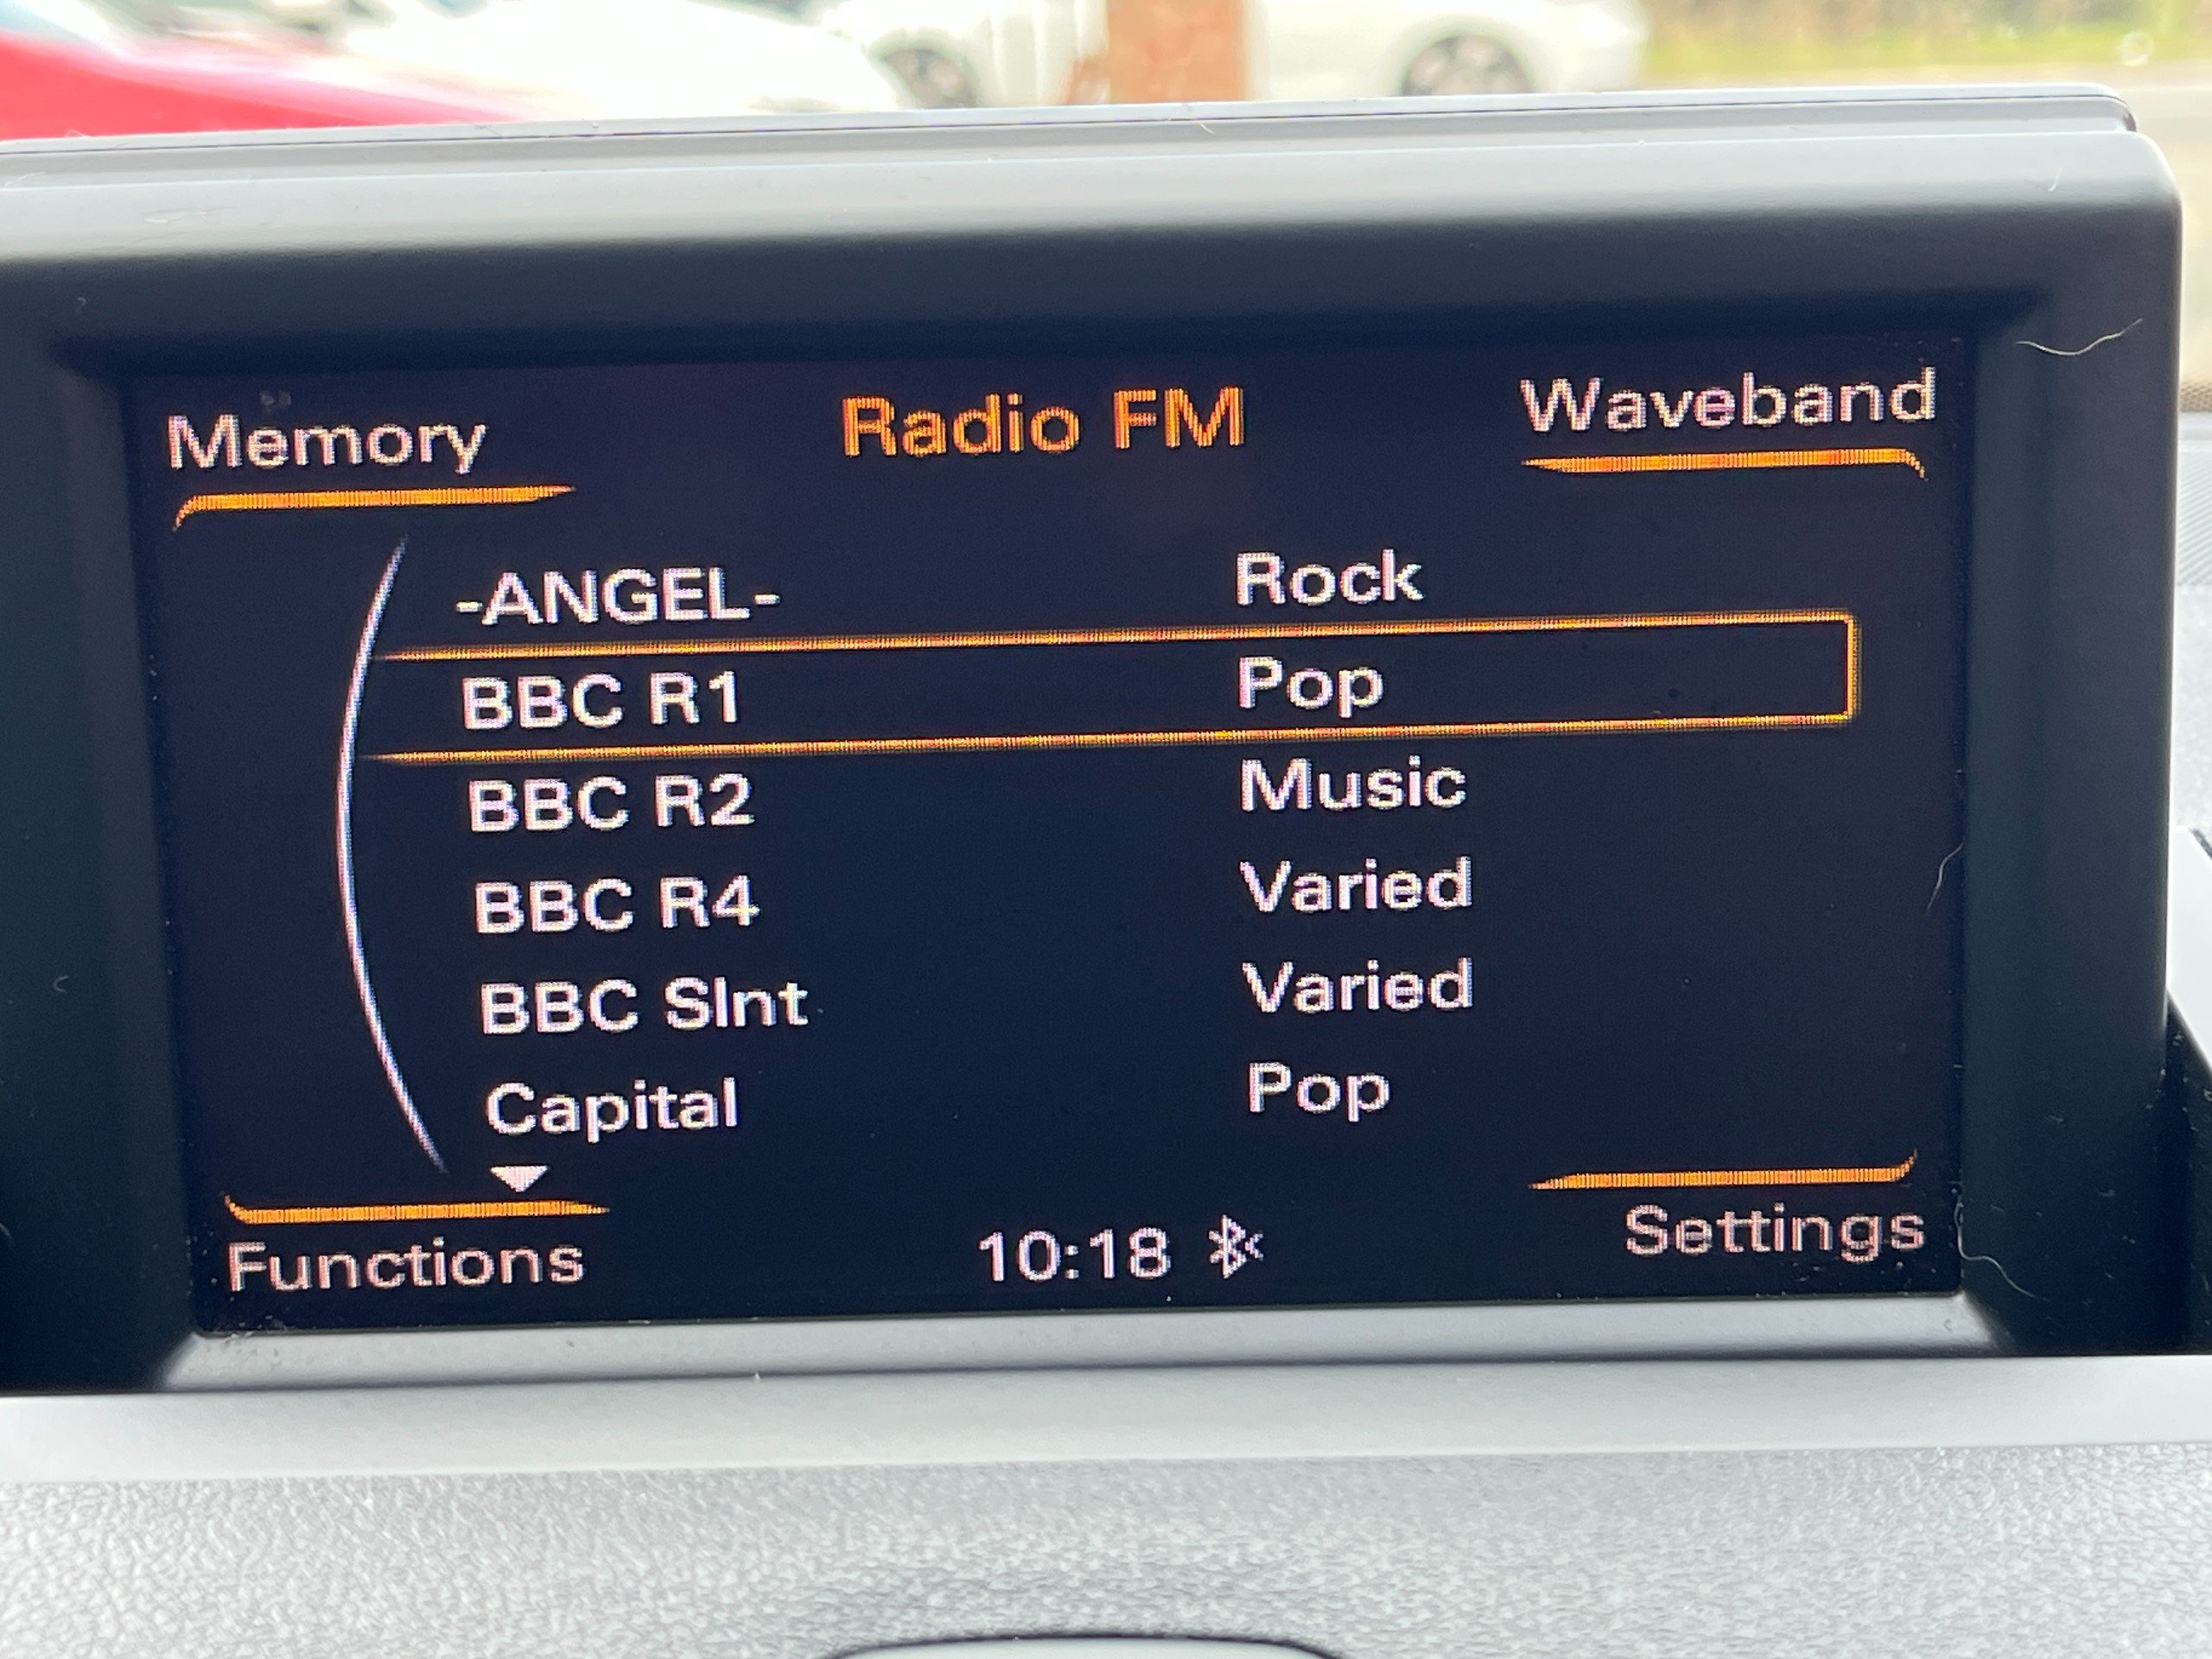 Memory Radio FM Waveband
-ANGEL- Rock
BBC R1 Pop
BBC R2 Music
BBC R4 Varied
BBC SInt Varied
Capital Pop
Functions 10:18 Settings